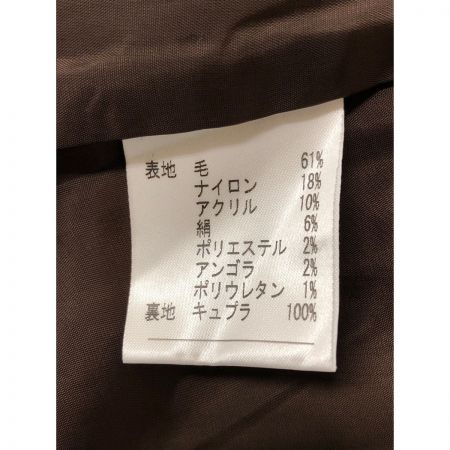 表地 毛 61%
ナイロン 18%
アクリル 10%
絹 6%
ポリエステル 2%
アンゴラ 2%
ポリウレタン 1%
裏地 キュプラ 100%